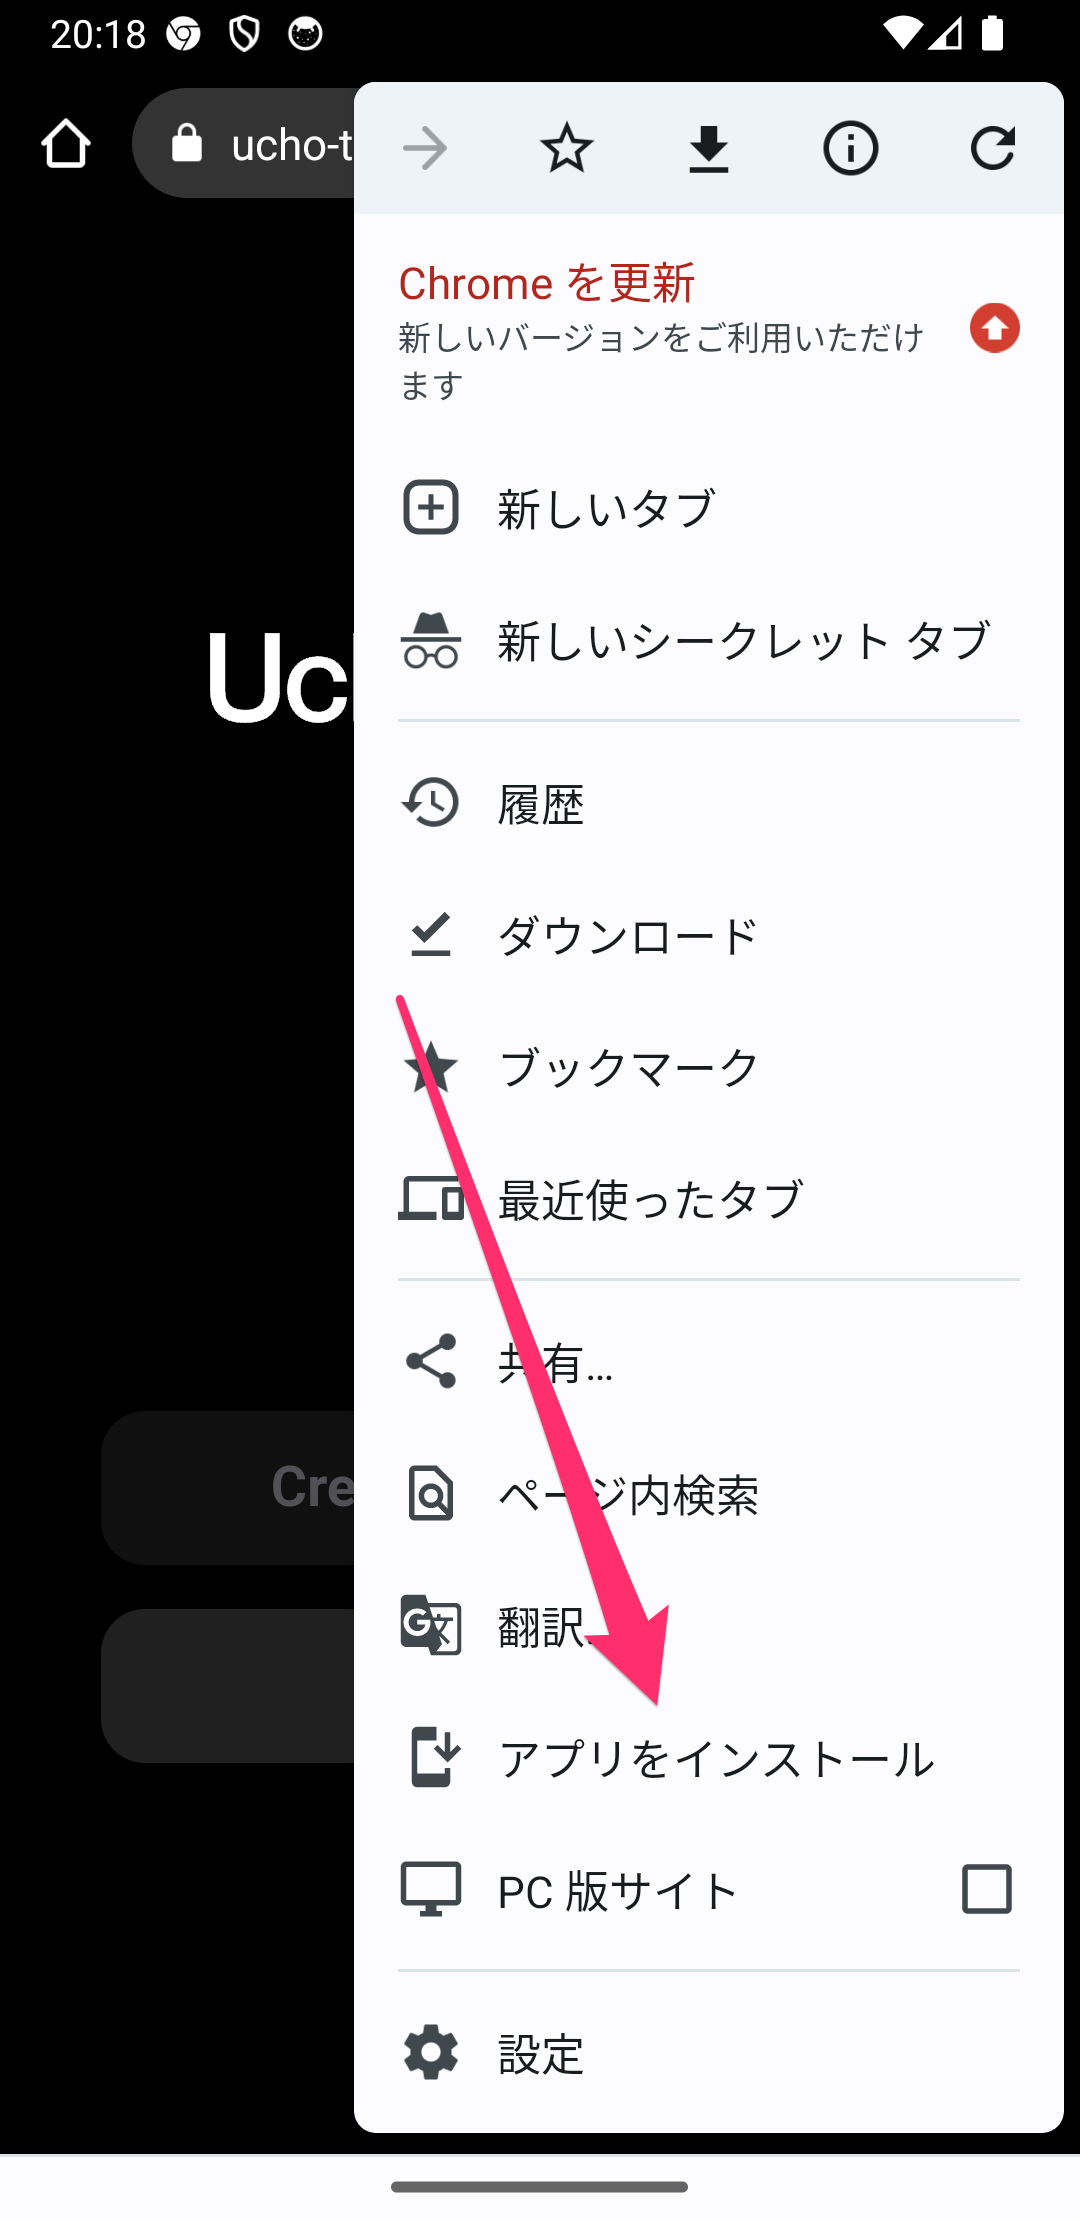 20:18
ucho-t
Chrome を更新
新しいバージョンをご利用いただけ
ます
新しいタブ
新しいシークレット タブ
Uc
履歴
ダウンロード
ブックマーク
最近使ったタブ
共有...
Cre
ページ内検索
翻訳
アプリをインストール
PC 版サイト
設定